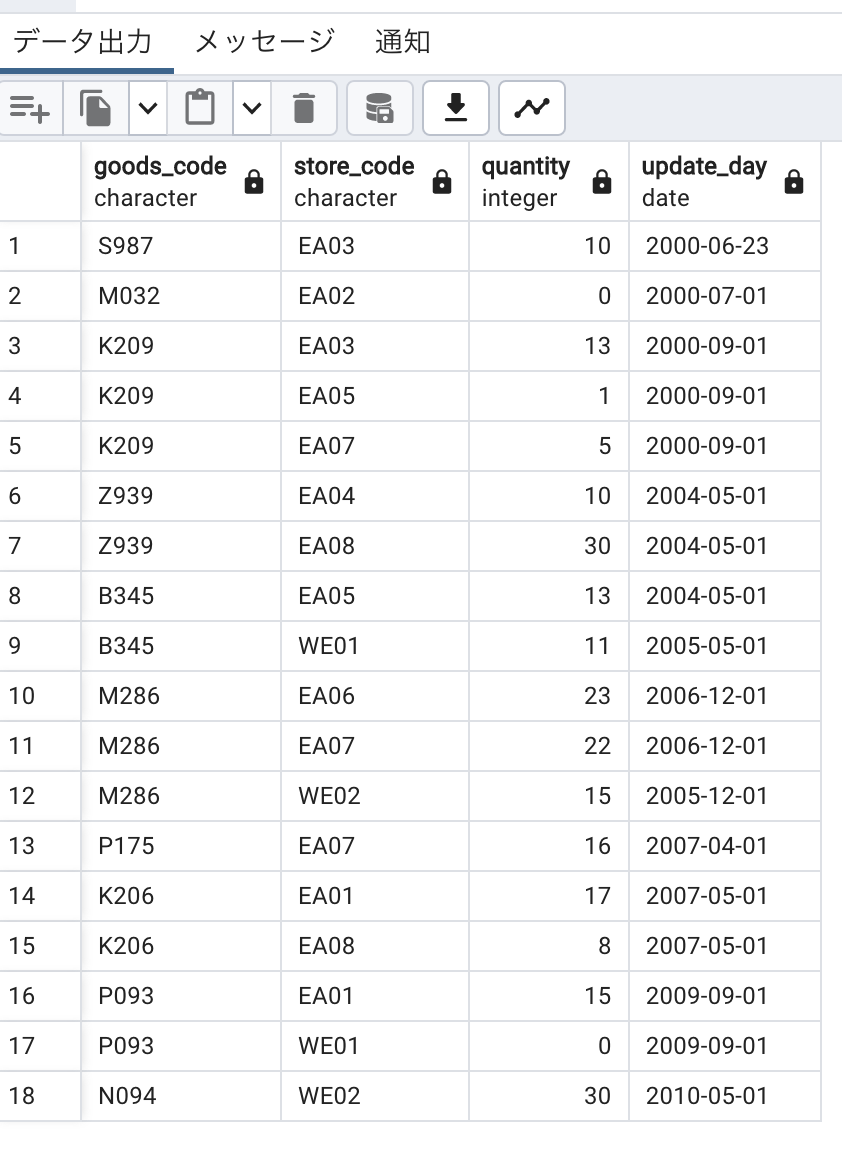 データ出力 メッセージ 通知
goods_code store_code quantity update_day
character character integer date
1 S987 EA03 10 2000-06-23
2 M032 EA02 0 2000-07-01
3 K209 EA03 13 2000-09-01
4 K209 EA05 1 2000-09-01
5 K209 EA07 5 2000-09-01
6 Z939 EA04 10 2004-05-01
7 Z939 EA08 30 2004-05-01
8 B345 EA05 13 2004-05-01
9 B345 WE01 11 2005-05-01
10 M286 EA06 23 2006-12-01
11 M286 EA07 22 2006-12-01
12 M286 WE02 15 2005-12-01
13 P175 EA07 16 2007-04-01
14 K206 EA01 17 2007-05-01
15 K206 EA08 8 2007-05-01
16 P093 EA01 15 2009-09-01
17 P093 WE01 0 2009-09-01
18 N094 WE02 30 2010-05-01